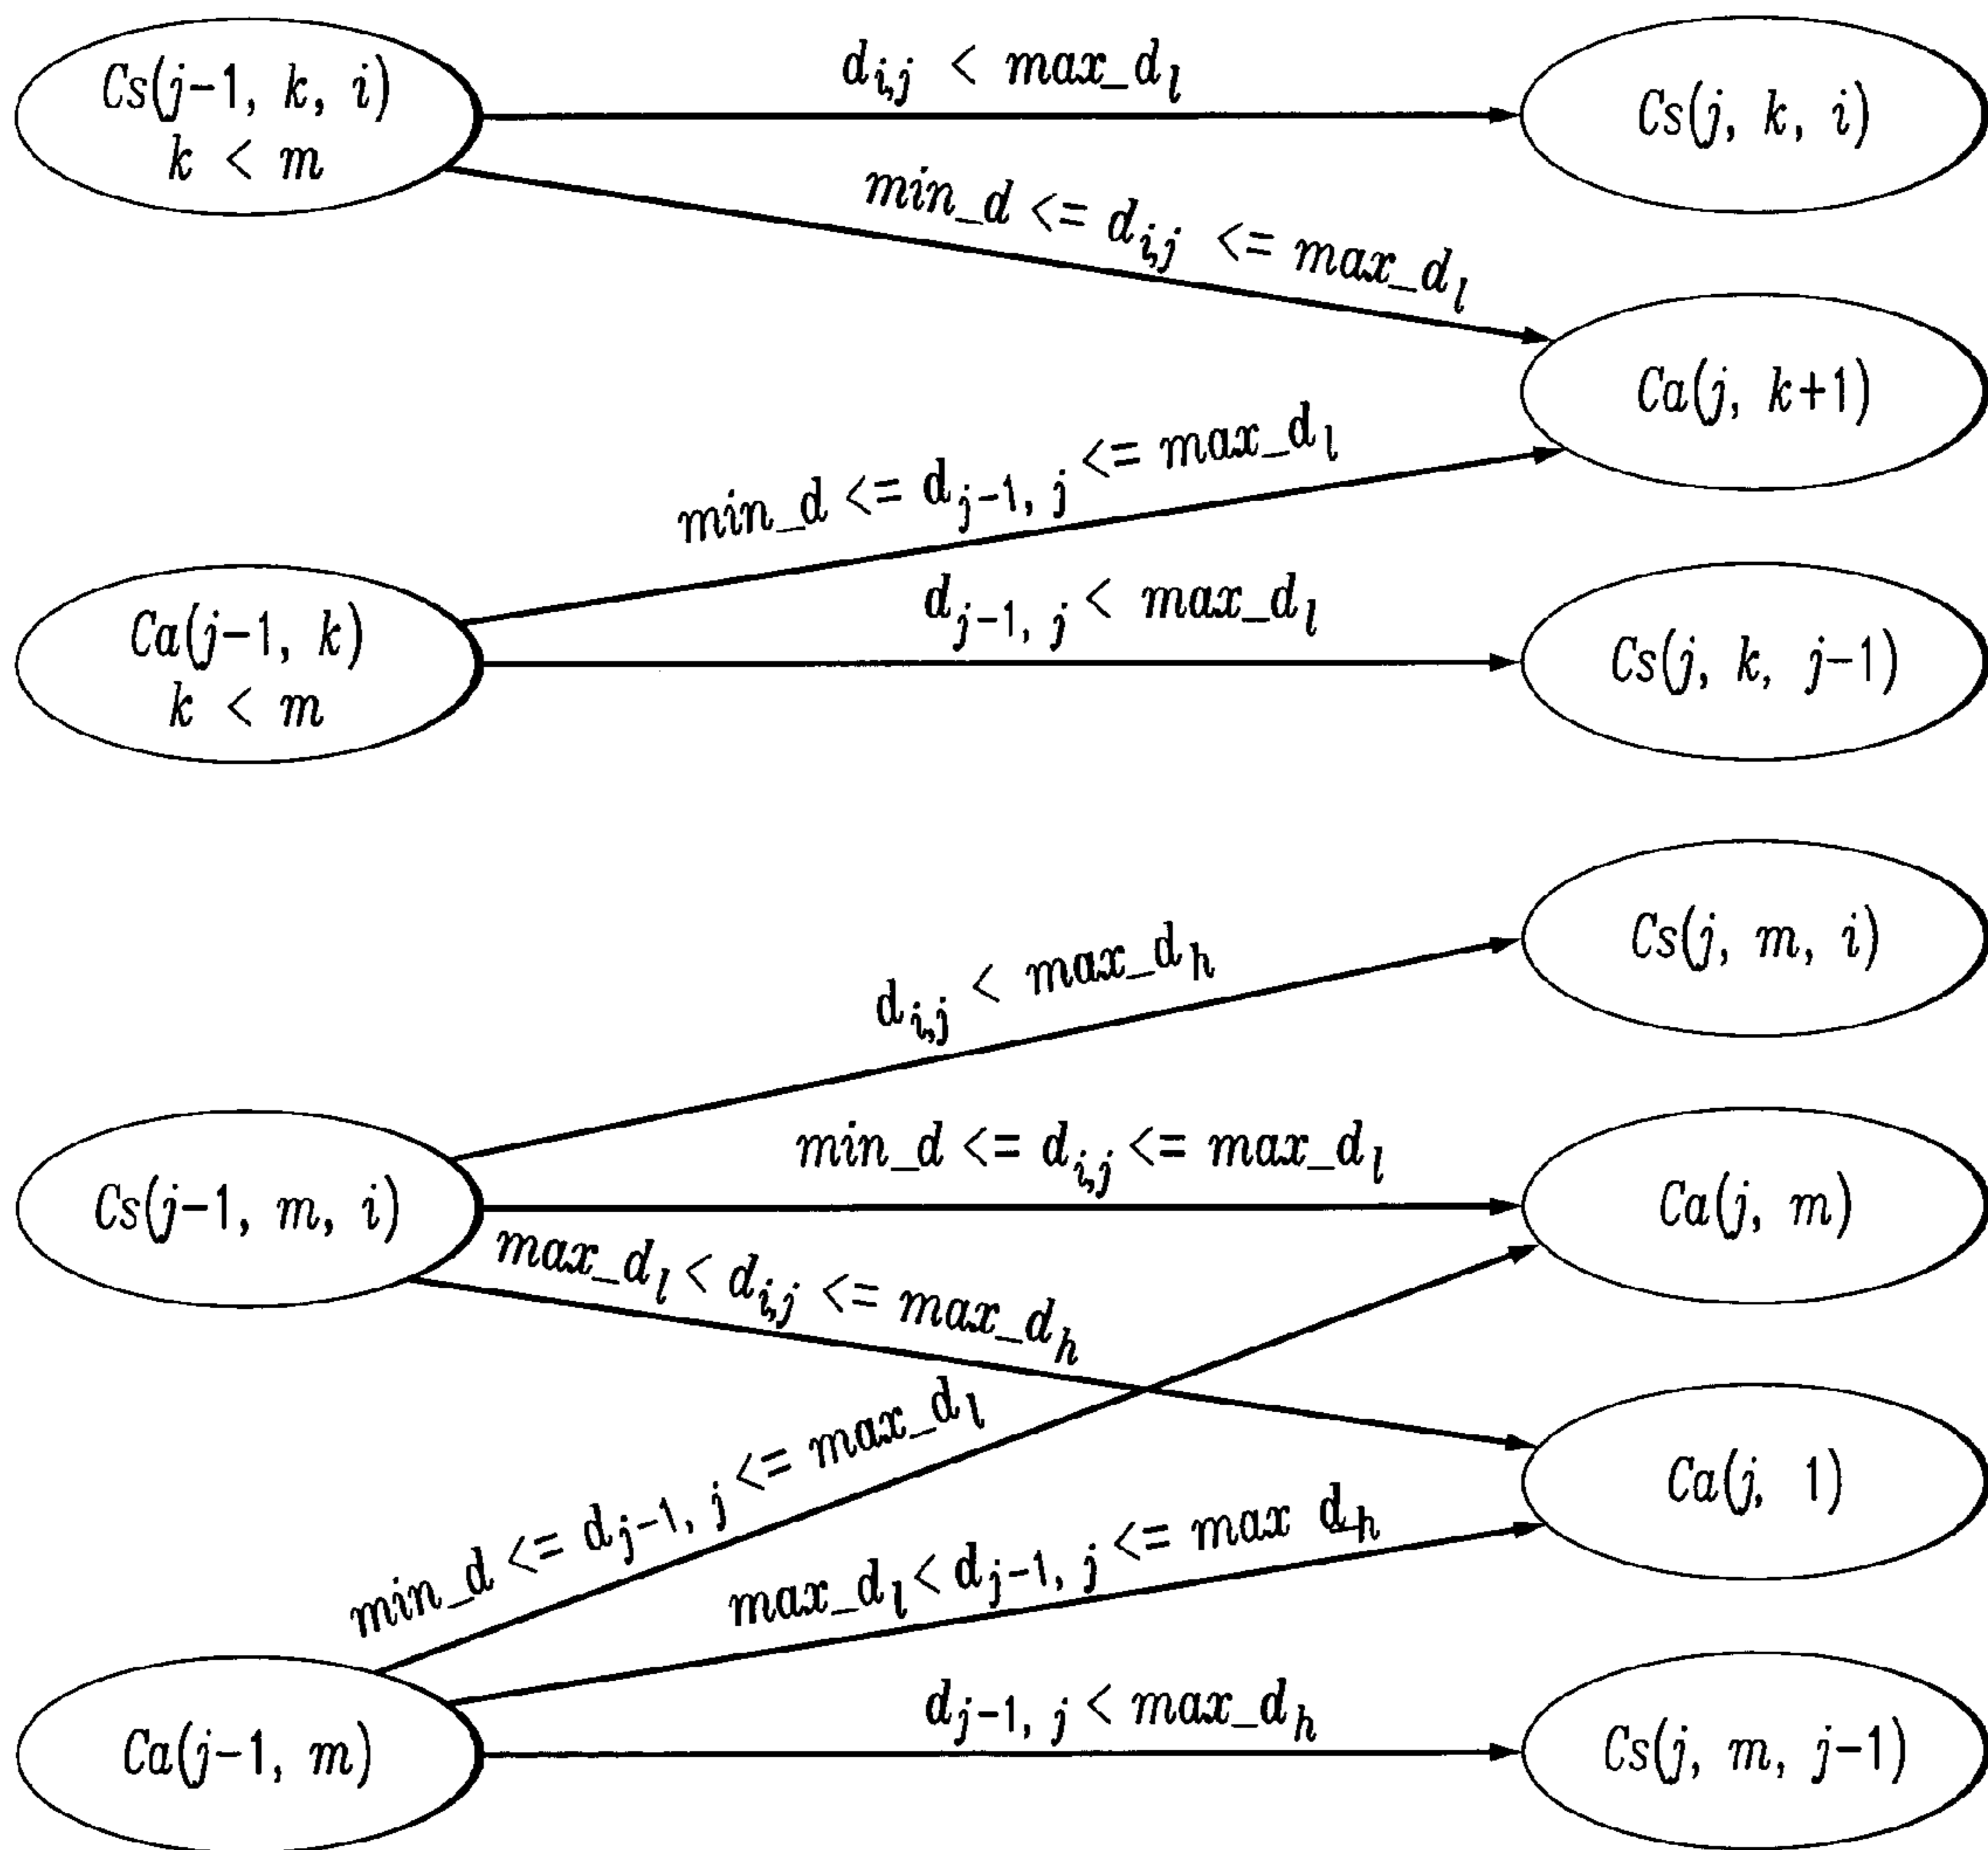 Cs(j-1, k, i)
k < m
d_{i,j} < max_d_l
Cs(j, k, i)
min_d <= d_{i,j} <= max_d_l
Ca(j, k+1)
min_d <= d_{j-1, j} <= max_d_l
Ca(j-1, k)
k < m
d_{j-1, j} < max_d_l
Cs(j, k, j-1)
Cs(j, m, i)
d_{i,j} < max_d_h
Cs(j-1, m, i)
min_d <= d_{i,j} <= max_d_l
Ca(j, m)
max_d_l < d_{i,j} <= max_d_h
min_d <= d_{j-1, j} <= max_d_l
Ca(j, 1)
max_d_l < d_{j-1, j} <= max d_h
Ca(j-1, m)
d_{j-1, j} < max_d_h
Cs(j, m, j-1)